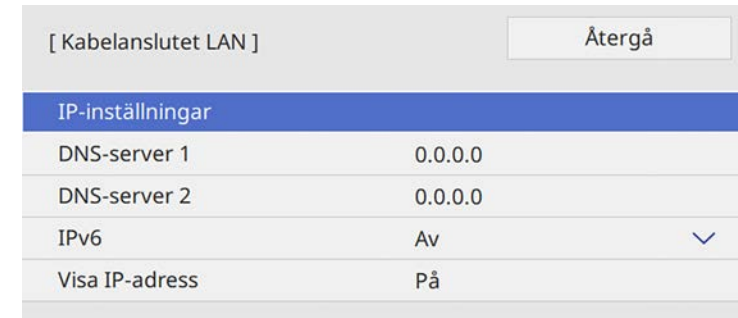 [ Kabelanslutet LAN ] Återgå
IP-inställningar
DNS-server 1 0.0.0.0
DNS-server 2 0.0.0.0
IPv6 Av
Visa IP-adress På